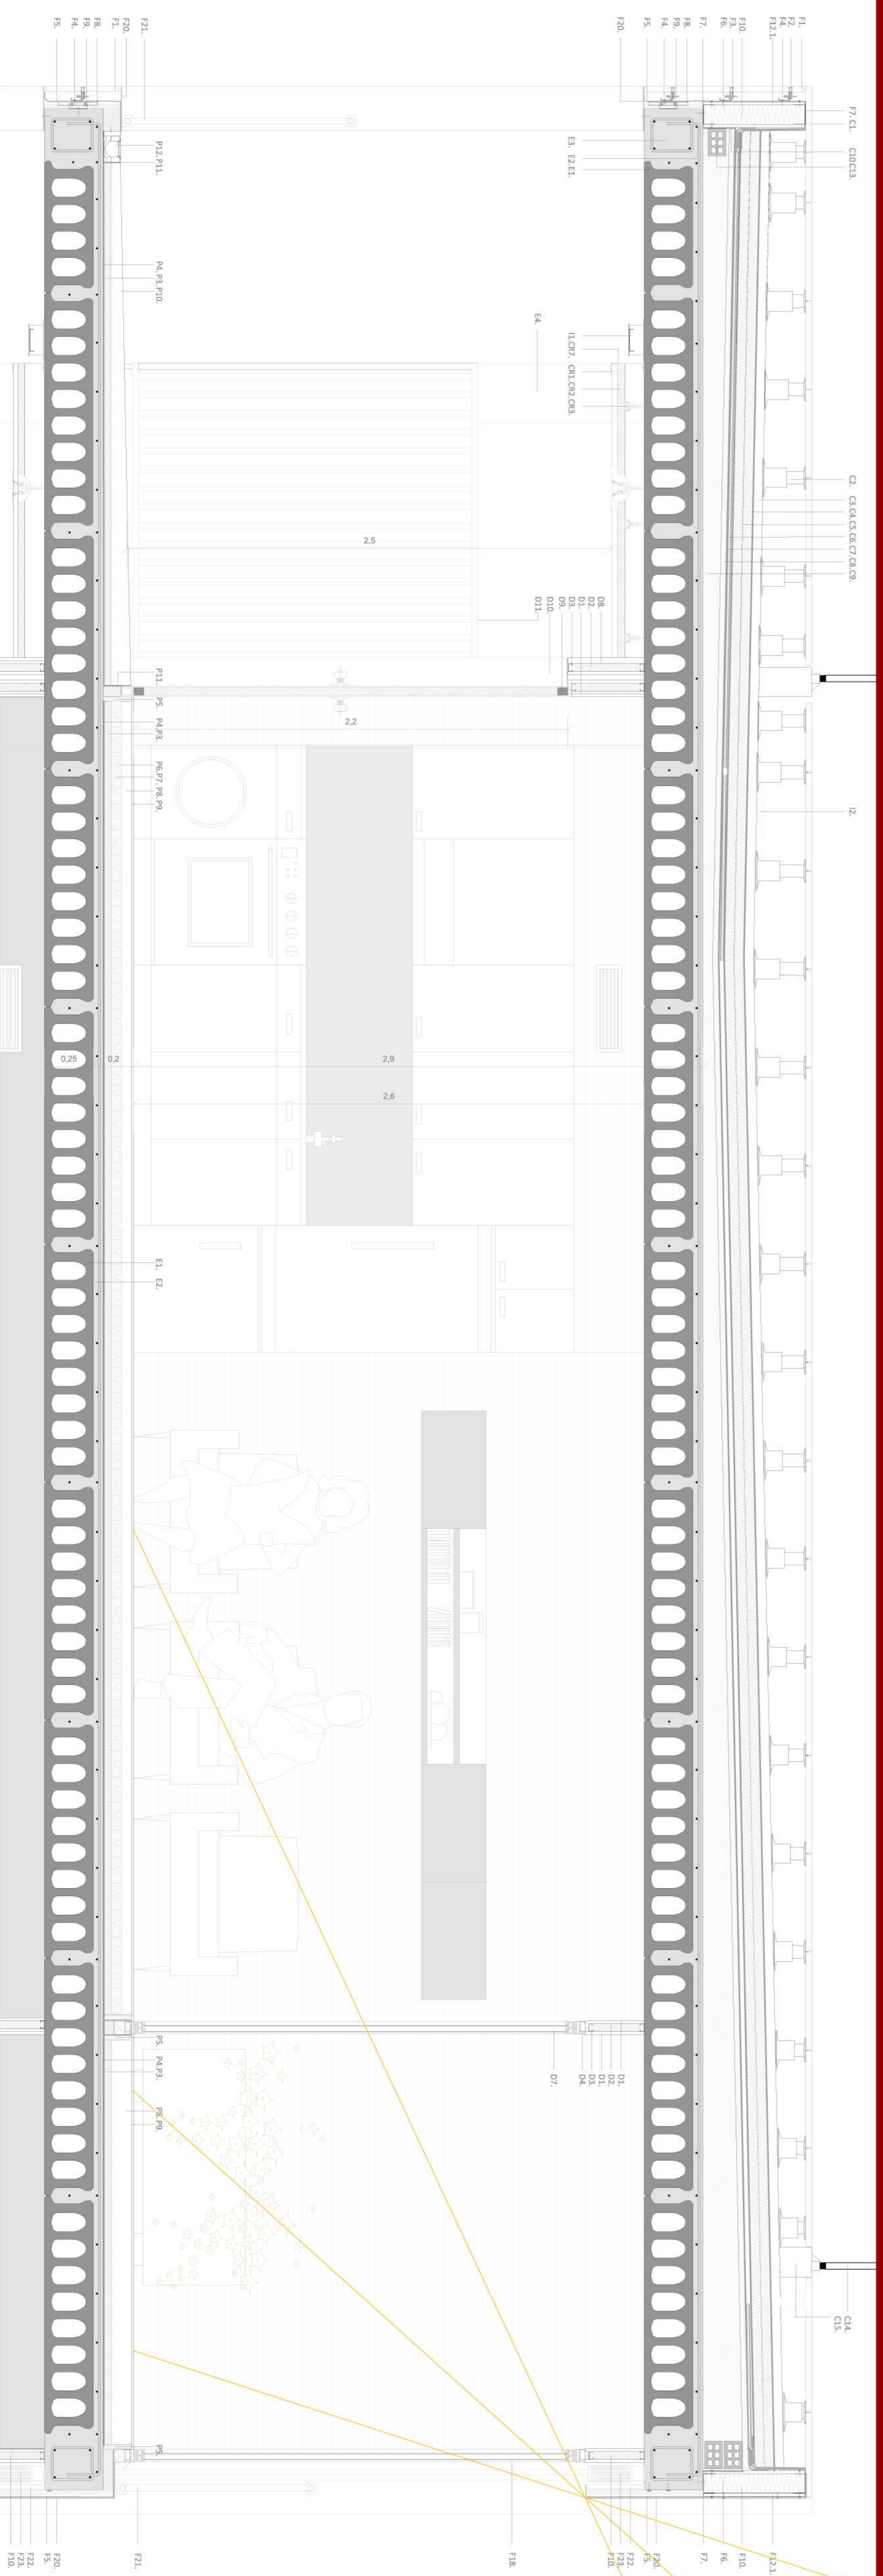 F1.
F2.
F4.
F12.1.
F10.
F3.
F6.
F7.
F8.
F9.
F4.
F5.
F20.
F21.
F20.
F1.
F8.
F9.
F4.
F5.
F7. C1.
C10.C13.
C2.
C3.C4.C5.C6.C7.C8.C9.
I2.
C14.
C15.
E3.
E2.E1.
I1.CR7.
CR1.CR2.CR3.
E4.
D8.
D2.
D1.
D3.
D9.
D10.
D11.
2,5
2,2
2,9
2,6
0,2
0,25
D1.
D2.
D1.
D3.
D4.
D7.
P12.P11.
P4.P3.P10.
P11.
P5.
P4.P3.
P6.P7. P8.P9.
E1.
E2.
P5.
P4.P3.
P8.P9.
P5.
F12.1.
F10.
F6.
F7.
F20.
F5.
F22.
F23.
F10.
F18.
F21.
F20.
F5.
F22.
F23.
F10.